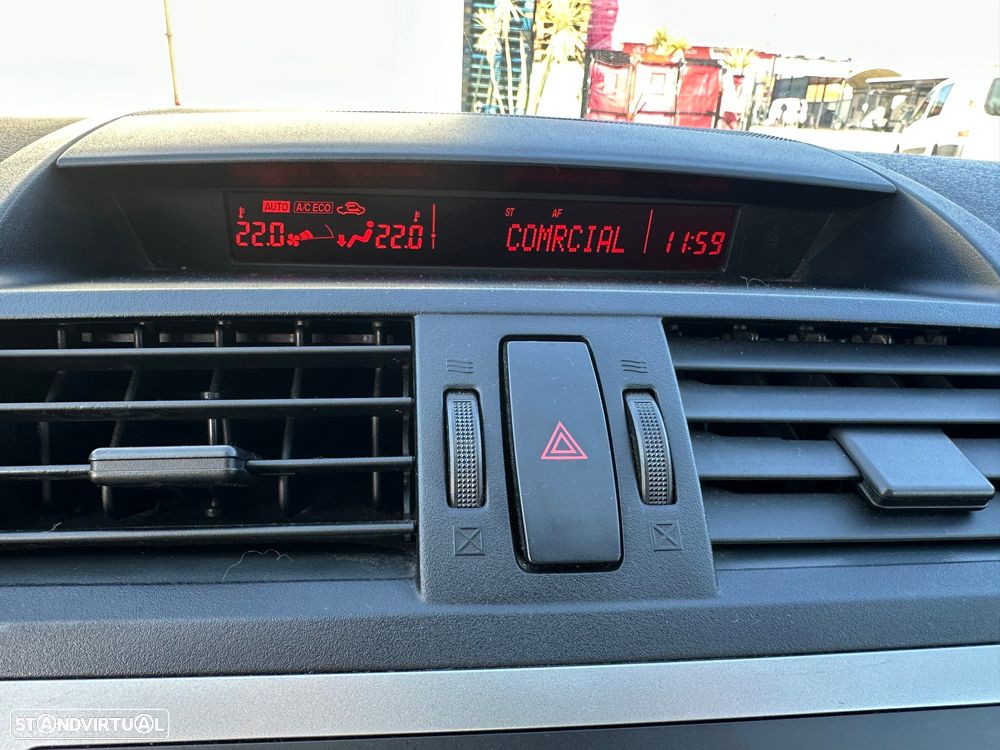 AUTO A/C ECO
22.0 22.0
ST AF
COMRCIAL 11:59
STANDVIRTUAL